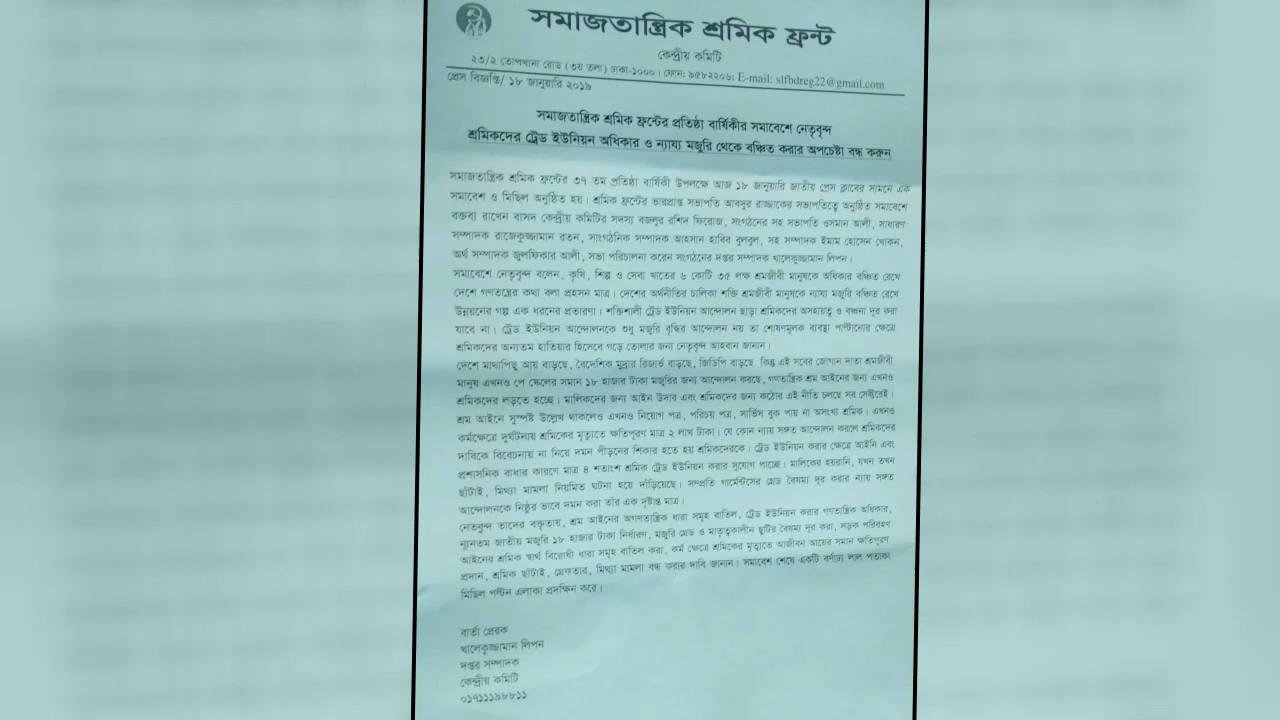 সমাজতান্ত্রিক শ্রমিক ফ্রন্ট
কেন্দ্রীয় কমিটি
২৩/২ তোপখানা রোড (৩য় তলা) ঢাকা-১০০০। ফোন: ৯৫৮২২০৬; E-mail: slfbdreg22@gmail.com
প্রেস বিজ্ঞপ্তি/ ১৮ জানুয়ারি ২০১৯
সমাজতান্ত্রিক শ্রমিক ফ্রন্টের প্রতিষ্ঠা বার্ষিকীর সমাবেশে নেতৃবৃন্দ
শ্রমিকদের ট্রেড ইউনিয়ন অধিকার ও ন্যায্য মজুরি থেকে বঞ্চিত করার অপচেষ্টা বন্ধ করুন
সমাজতান্ত্রিক শ্রমিক ফ্রন্টের ৩৭ তম প্রতিষ্ঠা বার্ষিকী উপলক্ষে আজ ১৮ জানুয়ারি জাতীয় প্রেস ক্লাবের সামনে এক
সমাবেশ ও মিছিল অনুষ্ঠিত হয়। শ্রমিক ফ্রন্টের ভারপ্রাপ্ত সভাপতি আবদুর রাজ্জাকের সভাপতিত্বে অনুষ্ঠিত সমাবেশে
বক্তব্য রাখেন বাসদ কেন্দ্রীয় কমিটির সদস্য বজলুর রশিদ ফিরোজ, সংগঠনের সহ সভাপতি ওসমান আলী, সাধারণ
সম্পাদক রাজেকুজ্জামান রতন, সাংগঠনিক সম্পাদক আহসান হাবিব বুলবুল, সহ সম্পাদক ইমাম হোসেন খোকন,
অর্থ সম্পাদক জুলফিকার আলী, সভা পরিচালনা করেন সংগঠনের দপ্তর সম্পাদক খালেকুজ্জামান লিপন।
সমাবেশে নেতৃবৃন্দ বলেন, কৃষি, শিল্প ও সেবা খাতের ৬ কোটি ৩৫ লক্ষ শ্রমজীবী মানুষকে অধিকার বঞ্চিত রেখে
দেশে গণতন্ত্রের কথা বলা প্রহসন মাত্র। দেশের অর্থনীতির চালিকা শক্তি শ্রমজীবী মানুষকে ন্যায্য মজুরি বঞ্চিত রেখে
উন্নয়নের গল্প এক ধরনের প্রতারণা। শক্তিশালী ট্রেড ইউনিয়ন আন্দোলন ছাড়া শ্রমিকদের অসহায়ত্ব ও বঞ্চনা দূর করা
যাবে না। ট্রেড ইউনিয়ন আন্দোলনকে শুধু মজুরি বৃদ্ধির আন্দোলন নয় তা শোষণমূলক ব্যবস্থা পাল্টানোর ক্ষেত্রে
শ্রমিকদের অন্যতম হাতিয়ার হিসেবে গড়ে তোলার জন্য নেতৃবৃন্দ আহবান জানান।
দেশে মাথাপিছু আয় বাড়ছে, বৈদেশিক মুদ্রার রিজার্ভ বাড়ছে, জিডিপি বাড়ছে কিন্তু এই সবের জোগান দাতা শ্রমজীবী
মানুষ এখনও পে স্কেলের সমান ১৮ হাজার টাকা মজুরির জন্য আন্দোলন করছে, গণতান্ত্রিক শ্রম আইনের জন্য এখনও
শ্রমিকদের লড়তে হচ্ছে। মালিকদের জন্য আইন উদার এবং শ্রমিকদের জন্য কঠোর এই নীতি চলছে সব সেক্টরেই।
শ্রম আইনে সুস্পষ্ট উল্লেখ থাকলেও এখনও নিয়োগ পত্র, পরিচয় পত্র, সার্ভিস বুক পায় না অসংখ্য শ্রমিক। এখনও
কর্মক্ষেত্রে দুর্ঘটনায় শ্রমিকের মৃত্যুতে ক্ষতিপূরণ মাত্র ২ লাখ টাকা। যে কোন ন্যায় সঙ্গত আন্দোলন করলে শ্রমিকদের
দাবিকে বিবেচনায় না নিয়ে দমন পীড়নের শিকার হতে হয় শ্রমিকদেরকে। ট্রেড ইউনিয়ন করার ক্ষেত্রে আইনি এবং
প্রশাসনিক বাধার কারণে মাত্র ৪ শতাংশ শ্রমিক ট্রেড ইউনিয়ন করার সুযোগ পাচ্ছে। মালিকের হয়রানি, যখন তখন
ছাঁটাই, মিথ্যা মামলা নিয়মিত ঘটনা হয়ে দাঁড়িয়েছে। সম্প্রতি গার্মেন্টসের গ্রেড বৈষম্য দূর করার ন্যায় সঙ্গত
আন্দোলনকে নিষ্ঠুর ভাবে দমন করা তাঁর এক দৃষ্টান্ত মাত্র।
নেতৃবৃন্দ তাদের বক্তৃতায়, শ্রম আইনের অগণতান্ত্রিক ধারা সমূহ বাতিল, ট্রেড ইউনিয়ন করার গণতান্ত্রিক অধিকার,
ন্যূনতম জাতীয় মজুরি ১৮ হাজার টাকা নির্ধারণ, মজুরি গ্রেড ও মাতৃত্বকালীন ছুটির বৈষম্য দূর করা, সড়ক পরিবহণ
আইনের শ্রমিক স্বার্থ বিরোধী ধারা সমূহ বাতিল করা, কর্ম ক্ষেত্রে শ্রমিকের মৃত্যুতে আজীবন আয়ের সমান ক্ষতিপূরণ
প্রদান, শ্রমিক ছাঁটাই, গ্রেফতার, মিথ্যা মামলা বন্ধ করার দাবি জানান। সমাবেশ শেষে একটি বর্ণাঢ্য লাল পতাকা
মিছিল পল্টন এলাকা প্রদক্ষিন করে।
বার্তা প্রেরক
খালেকুজ্জামান লিপন
দপ্তর সম্পাদক
কেন্দ্রীয় কমিটি
০১৭১১১৯৮৮১১